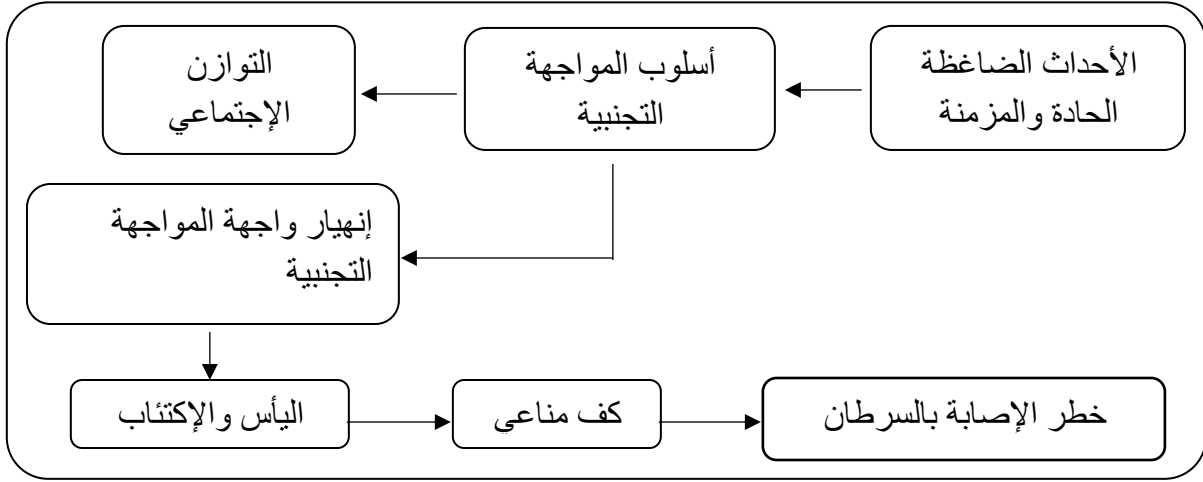 الأحداث الضاغظة
الحادة والمزمنة
أسلوب المواجهة
التجنبية
التوازن
الإجتماعي
إنهيار واجهة المواجهة
التجنبية
اليأس والإكتئاب
كف مناعي
خطر الإصابة بالسرطان